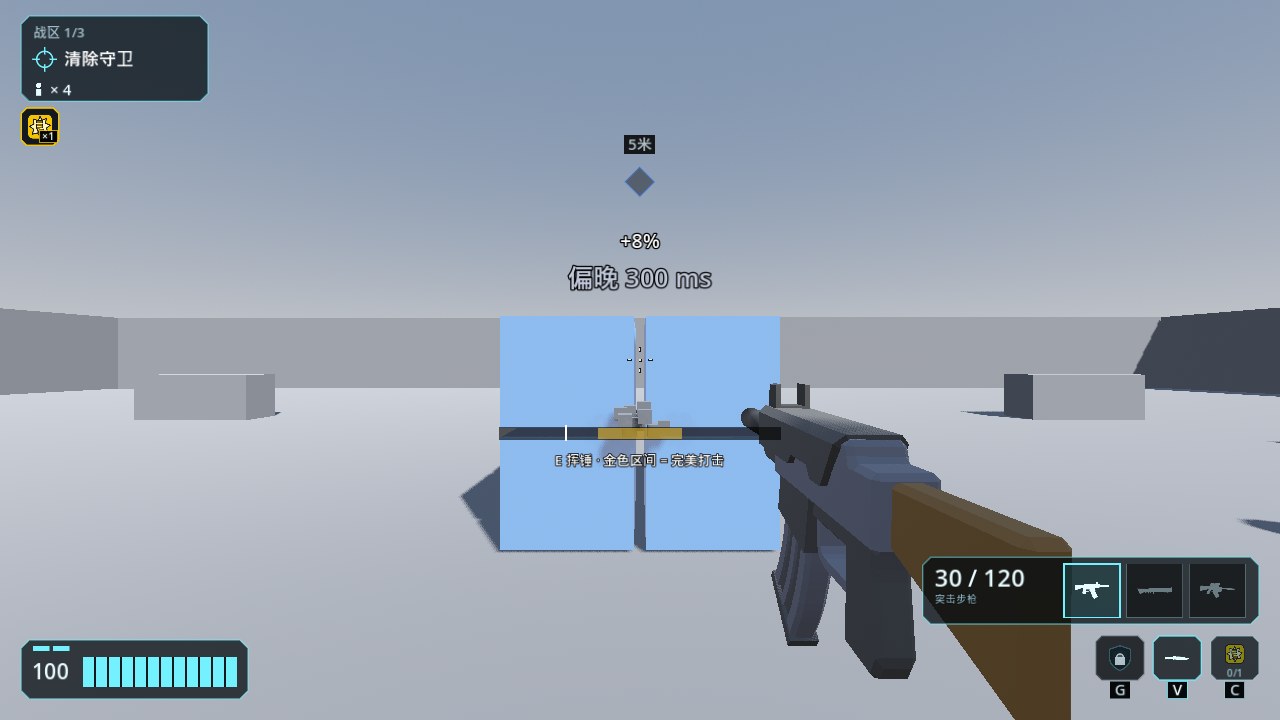 战区 1/3
清除守卫
× 4
×1
5米
+8%
偏晚 300 ms
E 挥锤 · 金色区间 = 完美打击
30 / 120
突击步枪
100
0/1
G
V
C